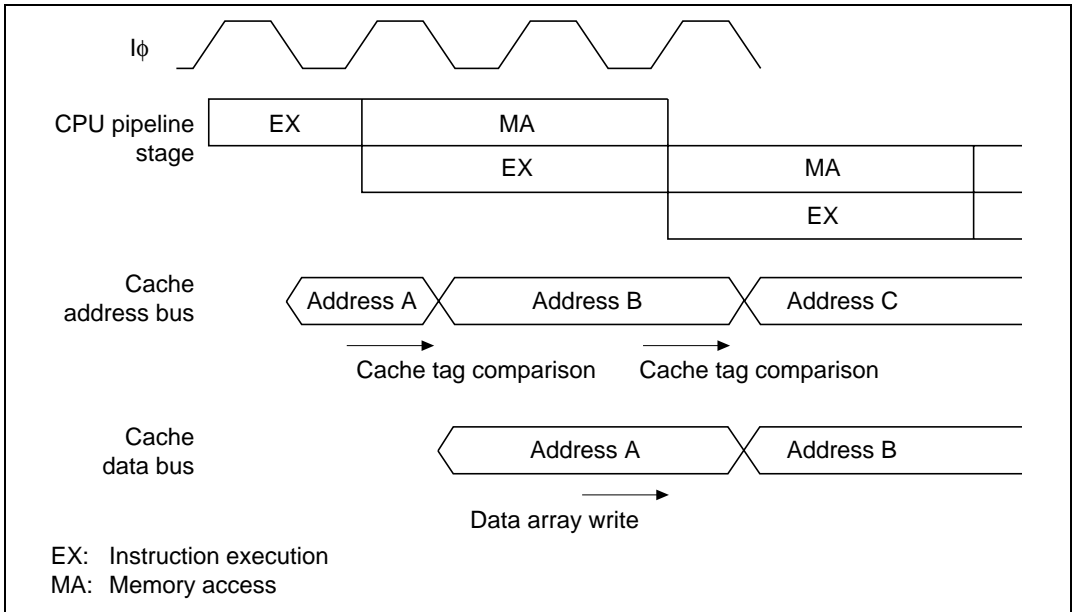 Iϕ
CPU pipeline
stage
EX
MA
EX
MA
EX
Cache
address bus
Address A
Address B
Address C
Cache tag comparison
Cache tag comparison
Cache
data bus
Address A
Address B
Data array write
EX: Instruction execution
MA: Memory access